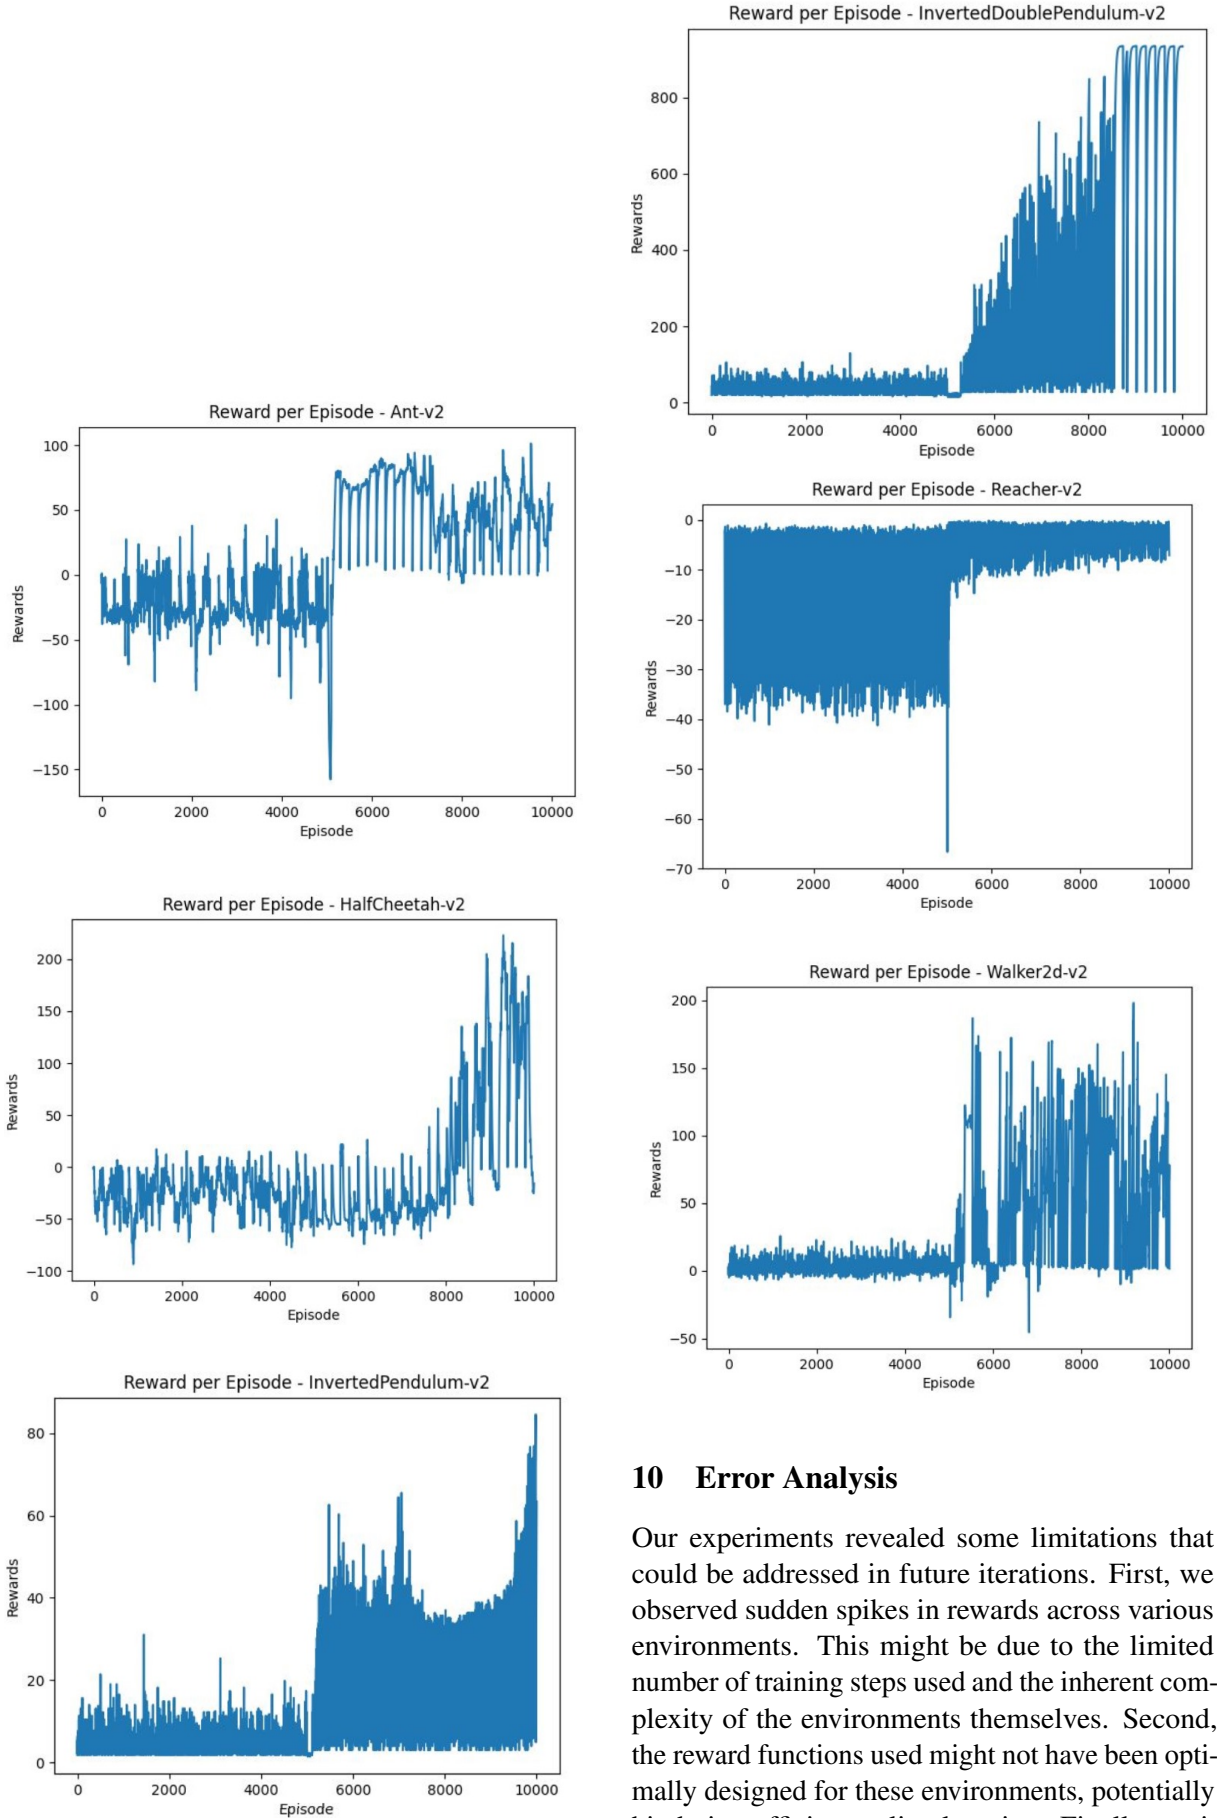 Reward per Episode - Ant-v2
100
50
0
−50
−100
−150
Rewards
0 2000 4000 6000 8000 10000
Episode
Reward per Episode - HalfCheetah-v2
200
150
100
50
0
−50
−100
Rewards
0 2000 4000 6000 8000 10000
Episode
Reward per Episode - InvertedPendulum-v2
80
60
40
20
0
Rewards
0 2000 4000 6000 8000 10000
Episode
Reward per Episode - InvertedDoublePendulum-v2
800
600
400
200
0
Rewards
0 2000 4000 6000 8000 10000
Episode
Reward per Episode - Reacher-v2
0
−10
−20
−30
−40
−50
−60
−70
Rewards
0 2000 4000 6000 8000 10000
Episode
Reward per Episode - Walker2d-v2
200
150
100
50
0
−50
Rewards
0 2000 4000 6000 8000 10000
Episode
10 Error Analysis
Our experiments revealed some limitations that
could be addressed in future iterations. First, we
observed sudden spikes in rewards across various
environments. This might be due to the limited
number of training steps used and the inherent com-
plexity of the environments themselves. Second,
the reward functions used might not have been opti-
mally designed for these environments, potentially